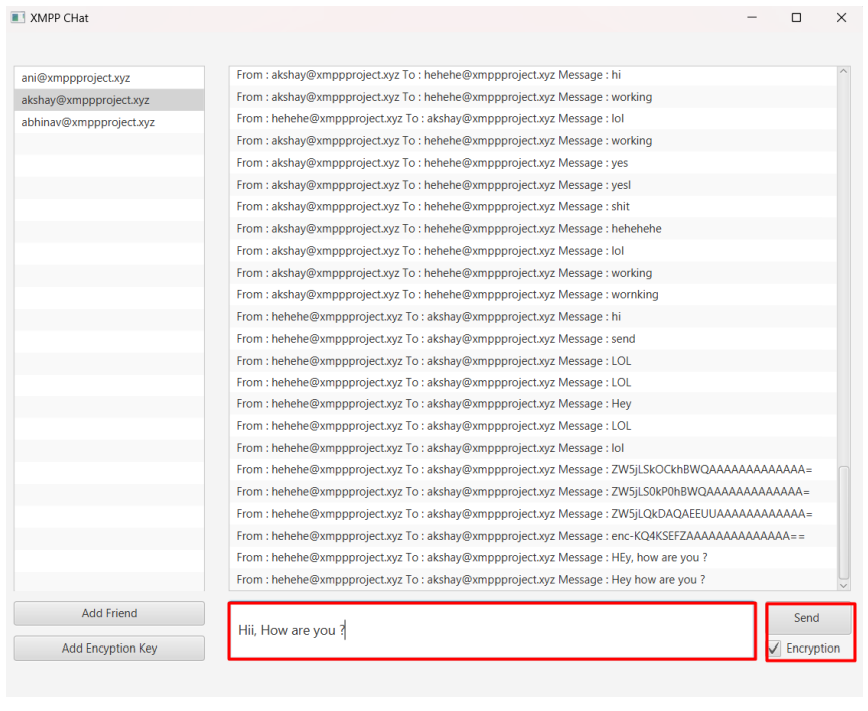 XMPP CHat
ani@xmppproject.xyz
akshay@xmppproject.xyz
abhinav@xmppproject.xyz
From : akshay@xmppproject.xyz To : hehehe@xmppproject.xyz Message : hi
From : akshay@xmppproject.xyz To : hehehe@xmppproject.xyz Message : working
From : hehehe@xmppproject.xyz To : akshay@xmppproject.xyz Message : lol
From : akshay@xmppproject.xyz To : hehehe@xmppproject.xyz Message : working
From : akshay@xmppproject.xyz To : hehehe@xmppproject.xyz Message : yes
From : akshay@xmppproject.xyz To : hehehe@xmppproject.xyz Message : yesl
From : akshay@xmppproject.xyz To : hehehe@xmppproject.xyz Message : shit
From : akshay@xmppproject.xyz To : hehehe@xmppproject.xyz Message : hehehehe
From : akshay@xmppproject.xyz To : hehehe@xmppproject.xyz Message : lol
From : akshay@xmppproject.xyz To : hehehe@xmppproject.xyz Message : working
From : akshay@xmppproject.xyz To : hehehe@xmppproject.xyz Message : wornking
From : hehehe@xmppproject.xyz To : akshay@xmppproject.xyz Message : hi
From : hehehe@xmppproject.xyz To : akshay@xmppproject.xyz Message : send
From : hehehe@xmppproject.xyz To : akshay@xmppproject.xyz Message : LOL
From : hehehe@xmppproject.xyz To : akshay@xmppproject.xyz Message : LOL
From : hehehe@xmppproject.xyz To : akshay@xmppproject.xyz Message : Hey
From : hehehe@xmppproject.xyz To : akshay@xmppproject.xyz Message : LOL
From : hehehe@xmppproject.xyz To : akshay@xmppproject.xyz Message : lol
From : hehehe@xmppproject.xyz To : akshay@xmppproject.xyz Message : ZW5jLSkOCkhBWQAAAAAAAAAAAAA=
From : hehehe@xmppproject.xyz To : akshay@xmppproject.xyz Message : ZW5jLS0kP0hBWQAAAAAAAAAAAAA=
From : hehehe@xmppproject.xyz To : akshay@xmppproject.xyz Message : ZW5jLQkDAQAEEUUAAAAAAAAAAAA=
From : hehehe@xmppproject.xyz To : akshay@xmppproject.xyz Message : enc-KQ4KSEFZAAAAAAAAAAAAAA==
From : hehehe@xmppproject.xyz To : akshay@xmppproject.xyz Message : HEy, how are you ?
From : hehehe@xmppproject.xyz To : akshay@xmppproject.xyz Message : Hey how are you ?
Add Friend
Add Encyption Key
Hii, How are you ?
Send
Encryption